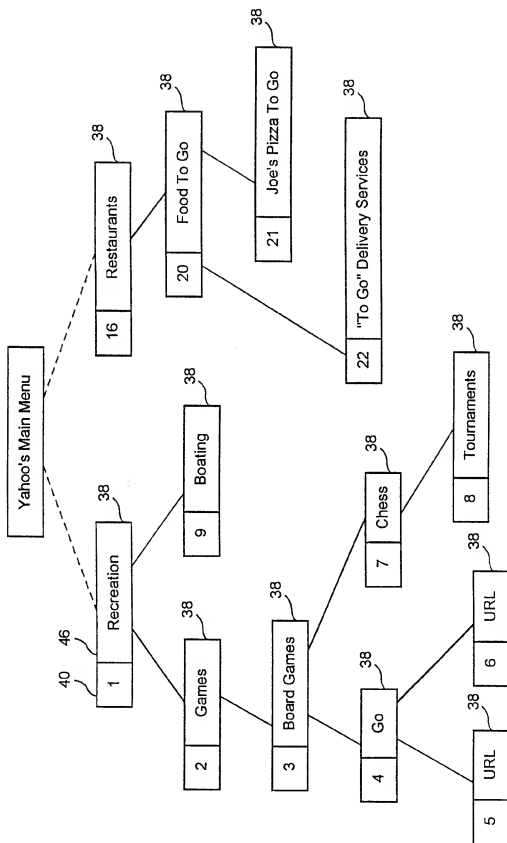 Yahoo's Main Menu
40
46
1 Recreation
38
16 Restaurants
38
2 Games
38
9 Boating
38
20 Food To Go
38
3 Board Games
38
22 "To Go" Delivery Services
38
21 Joe's Pizza To Go
38
4 Go
38
7 Chess
38
5 URL
38
6 URL
38
8 Tournaments
38